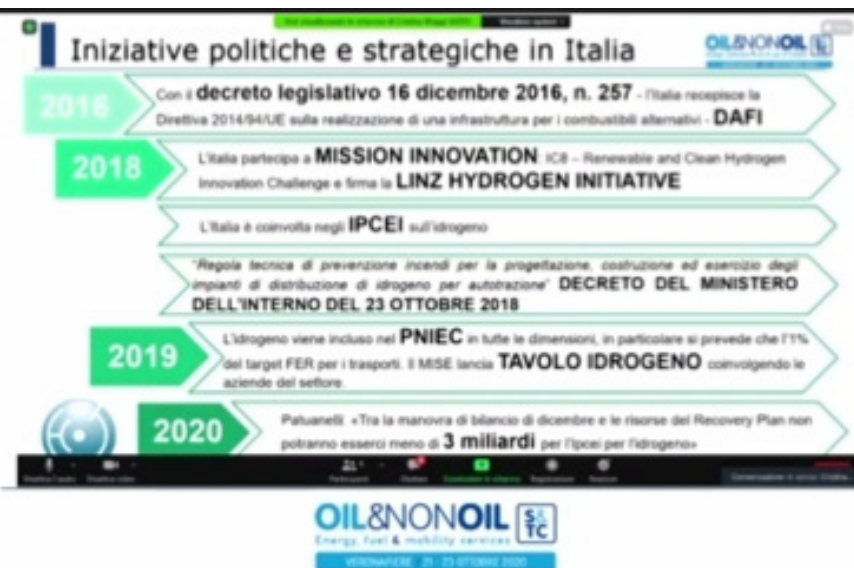 Iniziative politiche e strategiche in Italia
OIL&NONOIL
2016
Con il decreto legislativo 16 dicembre 2016, n. 257 - l'Italia recepisce la
Direttiva 2014/94/UE sulla realizzazione di una infrastruttura per i combustibili alternativi - DAFI
2018
L'Italia partecipa a MISSION INNOVATION: IC8 – Renewable and Clean Hydrogen
Innovation Challenge e firma la LINZ HYDROGEN INITIATIVE
L'Italia è coinvolta negli IPCEI sull'idrogeno
"Regola tecnica di prevenzione incendi per la progettazione, costruzione ed esercizio degli
impianti di distribuzione di idrogeno per autotrazione" DECRETO DEL MINISTERO
DELL'INTERNO DEL 23 OTTOBRE 2018
2019
L'idrogeno viene incluso nel PNIEC in tutte le dimensioni, in particolare si prevede che l'1%
del target FER per i trasporti. Il MISE lancia TAVOLO IDROGENO coinvolgendo le
aziende del settore.
2020
Patuanelli: «Tra la manovra di bilancio di dicembre e le risorse del Recovery Plan non
potranno esserci meno di 3 miliardi per l'Ipcei per l'idrogeno»
OIL&NONOIL S& TC
Energy, fuel & mobility services
VERONAFIERE 21 - 23 OTTOBRE 2020